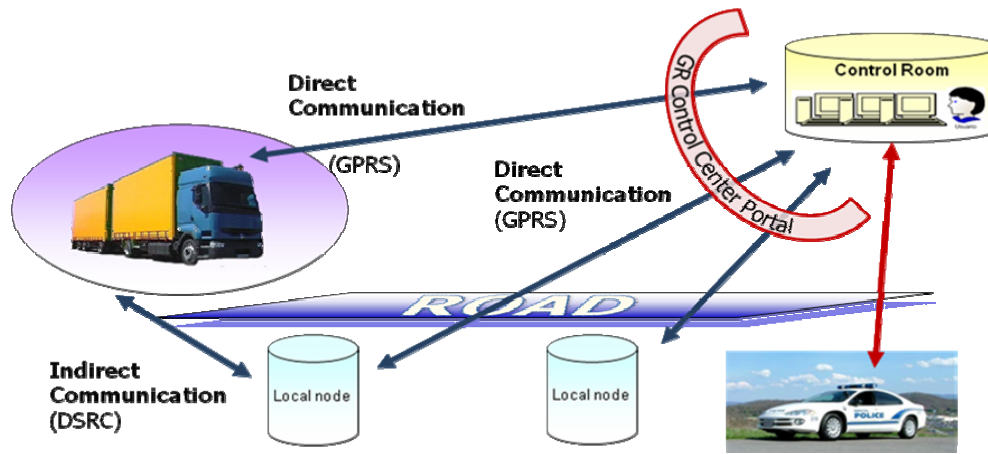 Direct
Communication
(GPRS)
Direct
Communication
(GPRS)
GR Control Center Portal
Control Room
Usuario
ROAD
Indirect
Communication
(DSRC)
Local node
Local node
POLICE